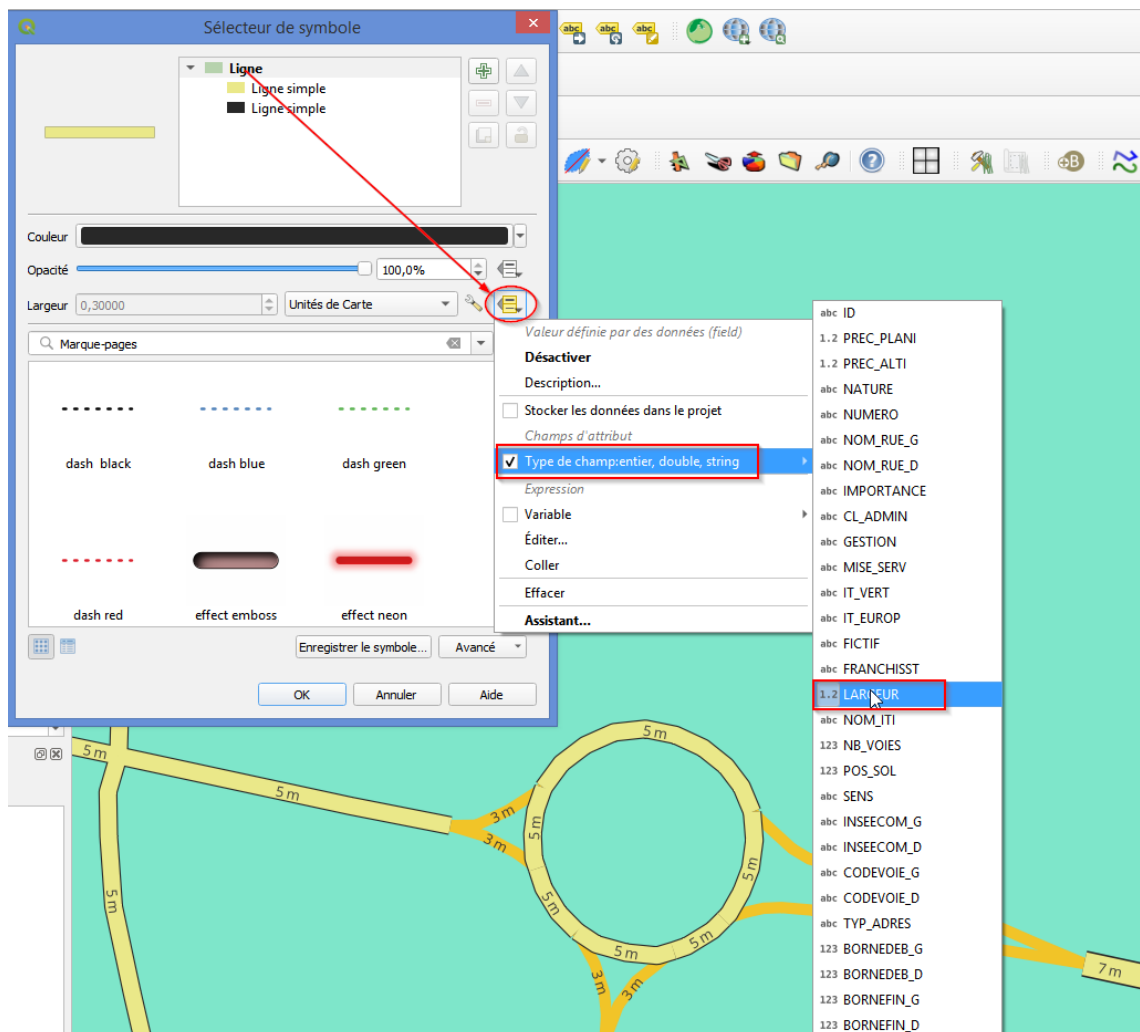 Sélecteur de symbole
abc abc abc
Ligne
Ligne simple
Ligne simple
B
Couleur
Opacité 100,0%
Largeur 0,30000 Unités de Carte
Marque-pages
dash black dash blue dash green
dash red effect emboss effect neon
Enregistrer le symbole... Avancé
OK Annuler Aide
Valeur définie par des données (field)
Désactiver
Description...
Stocker les données dans le projet
Champs d'attribut
Type de champ:entier, double, string
Expression
Variable
Éditer...
Coller
Effacer
Assistant...
abc ID
1.2 PREC_PLANI
1.2 PREC_ALTI
abc NATURE
abc NUMERO
abc NOM_RUE_G
abc NOM_RUE_D
abc IMPORTANCE
abc CL_ADMIN
abc GESTION
abc MISE_SERV
abc IT_VERT
abc IT_EUROP
abc FICTIF
abc FRANCHISST
1.2 LARGEUR
abc NOM_ITI
123 NB_VOIES
123 POS_SOL
abc SENS
abc INSEECOM_G
abc INSEECOM_D
abc CODEVOIE_G
abc CODEVOIE_D
abc TYP_ADRES
123 BORNEDEB_G
123 BORNEDEB_D
123 BORNEFIN_G
123 BORNEFIN_D
5 m
5 m
5 m
3 m
3 m
5 m
5 m
5 m
5 m
5 m
5 m
3 m
3 m
7 m